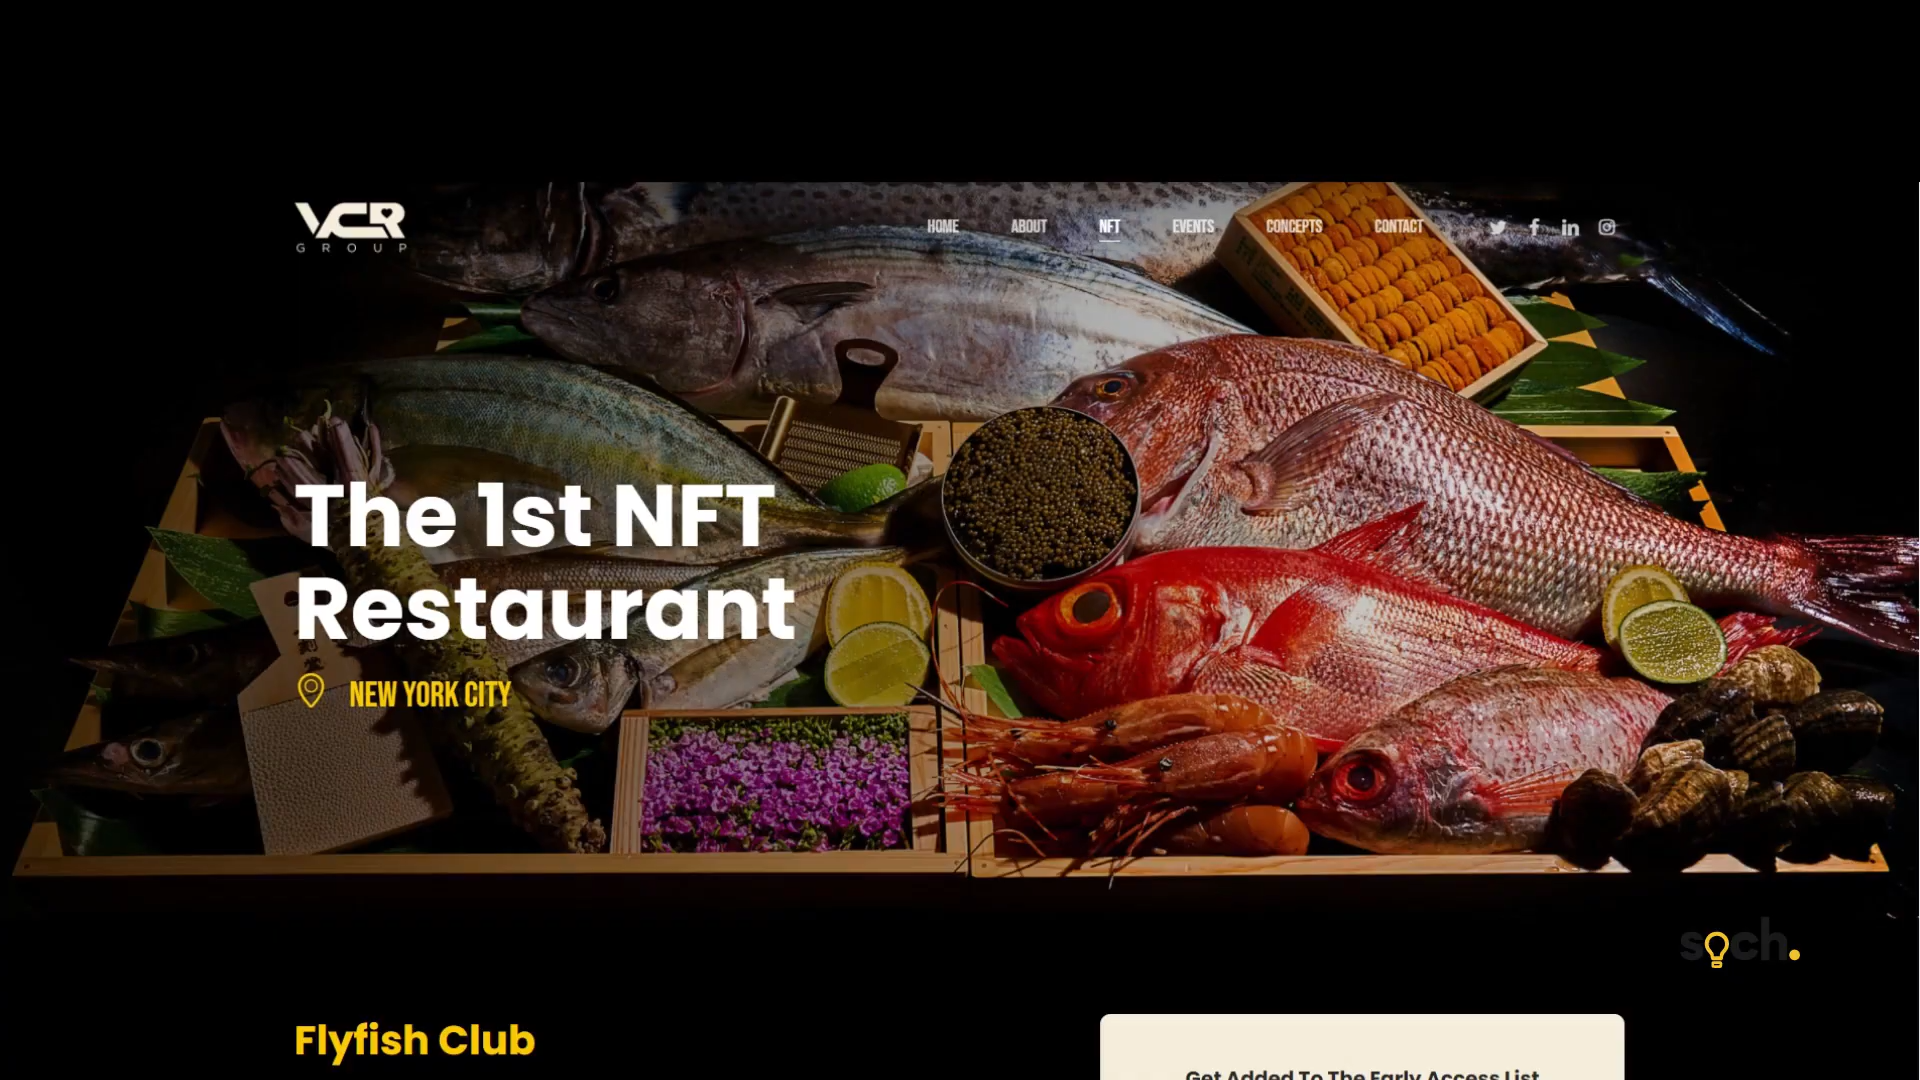 VCR
GROUP
HOME ABOUT NFT EVENTS CONCEPTS CONTACT
The 1st NFT
Restaurant
NEW YORK CITY
soch.
Flyfish Club
Get Added To The Early Access List